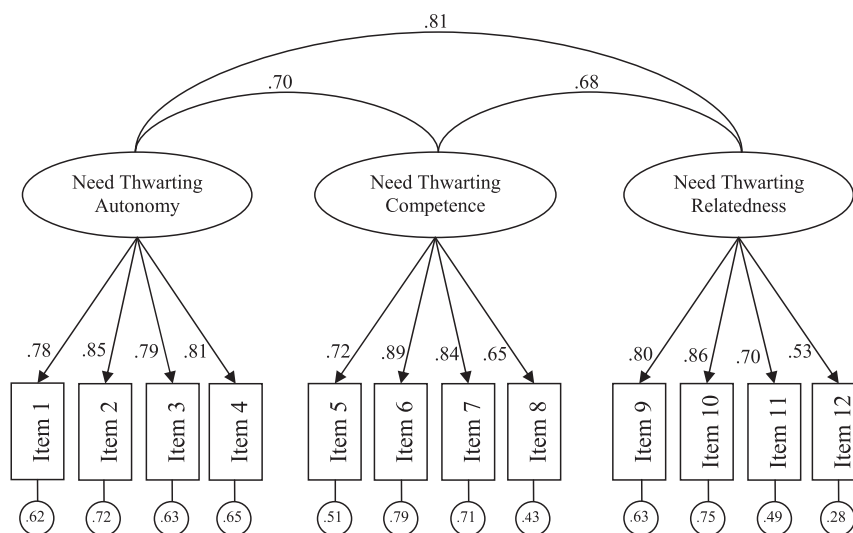 .81
.70
.68
Need Thwarting
Autonomy
Need Thwarting
Competence
Need Thwarting
Relatedness
.78
.85
.79
.81
.72
.89
.84
.65
.80
.86
.70
.53
Item 1
Item 2
Item 3
Item 4
Item 5
Item 6
Item 7
Item 8
Item 9
Item 10
Item 11
Item 12
.62
.72
.63
.65
.51
.79
.71
.43
.63
.75
.49
.28